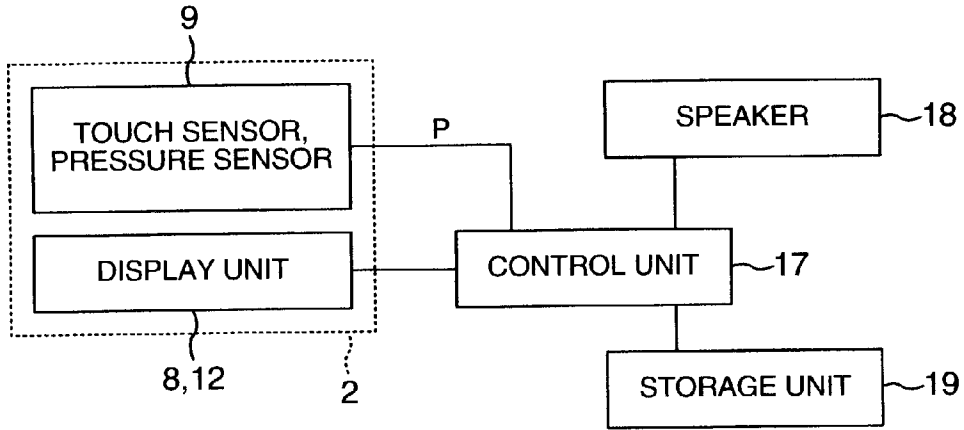 9
TOUCH SENSOR,
PRESSURE SENSOR
P
SPEAKER
18
DISPLAY UNIT
CONTROL UNIT
17
8,12
2
STORAGE UNIT
19